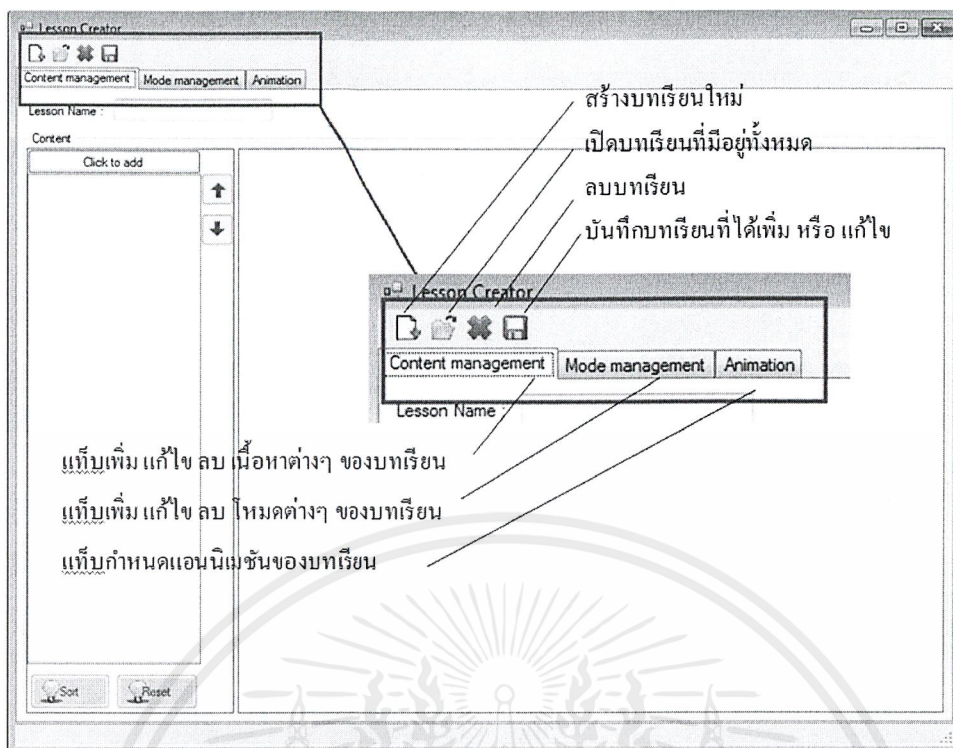 Lesson Creator
Content management Mode management Animation
Lesson Name :
Content
Click to add
สร้างบทเรียนใหม่
เปิดบทเรียนที่มีอยู่ทั้งหมด
ลบบทเรียน
บันทึกบทเรียนที่ได้เพิ่ม หรือ แก้ไข
Lesson Creator
Content management Mode management Animation
Lesson Name :
แท็บเพิ่ม แก้ไข ลบ เนื้อหาต่างๆ ของบทเรียน
แท็บเพิ่ม แก้ไข ลบ โหมดต่างๆ ของบทเรียน
แท็บกำหนดแอนนิเมชันของบทเรียน
Sort Reset